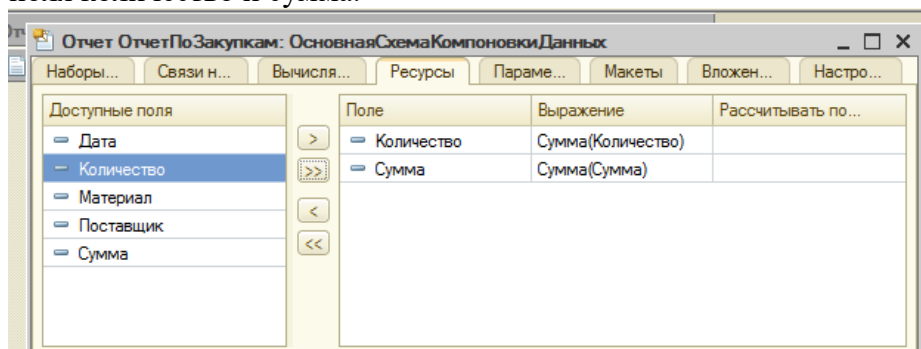 Отчет ОтчетПоЗакупкам: ОсновнаяСхемаКомпоновкиДанных
Наборы... Связи н... Вычисля... Ресурсы Параме... Макеты Вложен... Настро...
Доступные поля
Дата
Количество
Материал
Поставщик
Сумма
>
>>
<
<<
Поле Выражение Рассчитывать по...
Количество Сумма(Количество)
Сумма Сумма(Сумма)